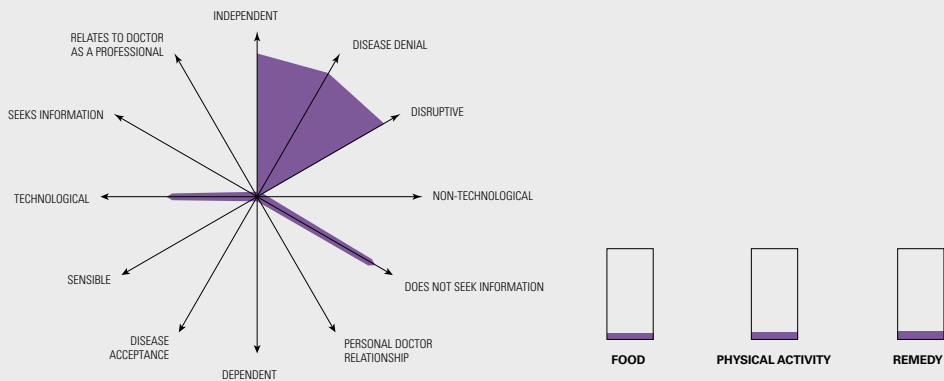 INDEPENDENT
RELATES TO DOCTOR
AS A PROFESSIONAL
DISEASE DENIAL
SEEKS INFORMATION
DISRUPTIVE
TECHNOLOGICAL
NON-TECHNOLOGICAL
SENSIBLE
DOES NOT SEEK INFORMATION
DISEASE
ACCEPTANCE
PERSONAL DOCTOR
RELATIONSHIP
DEPENDENT
FOOD
PHYSICAL ACTIVITY
REMEDY